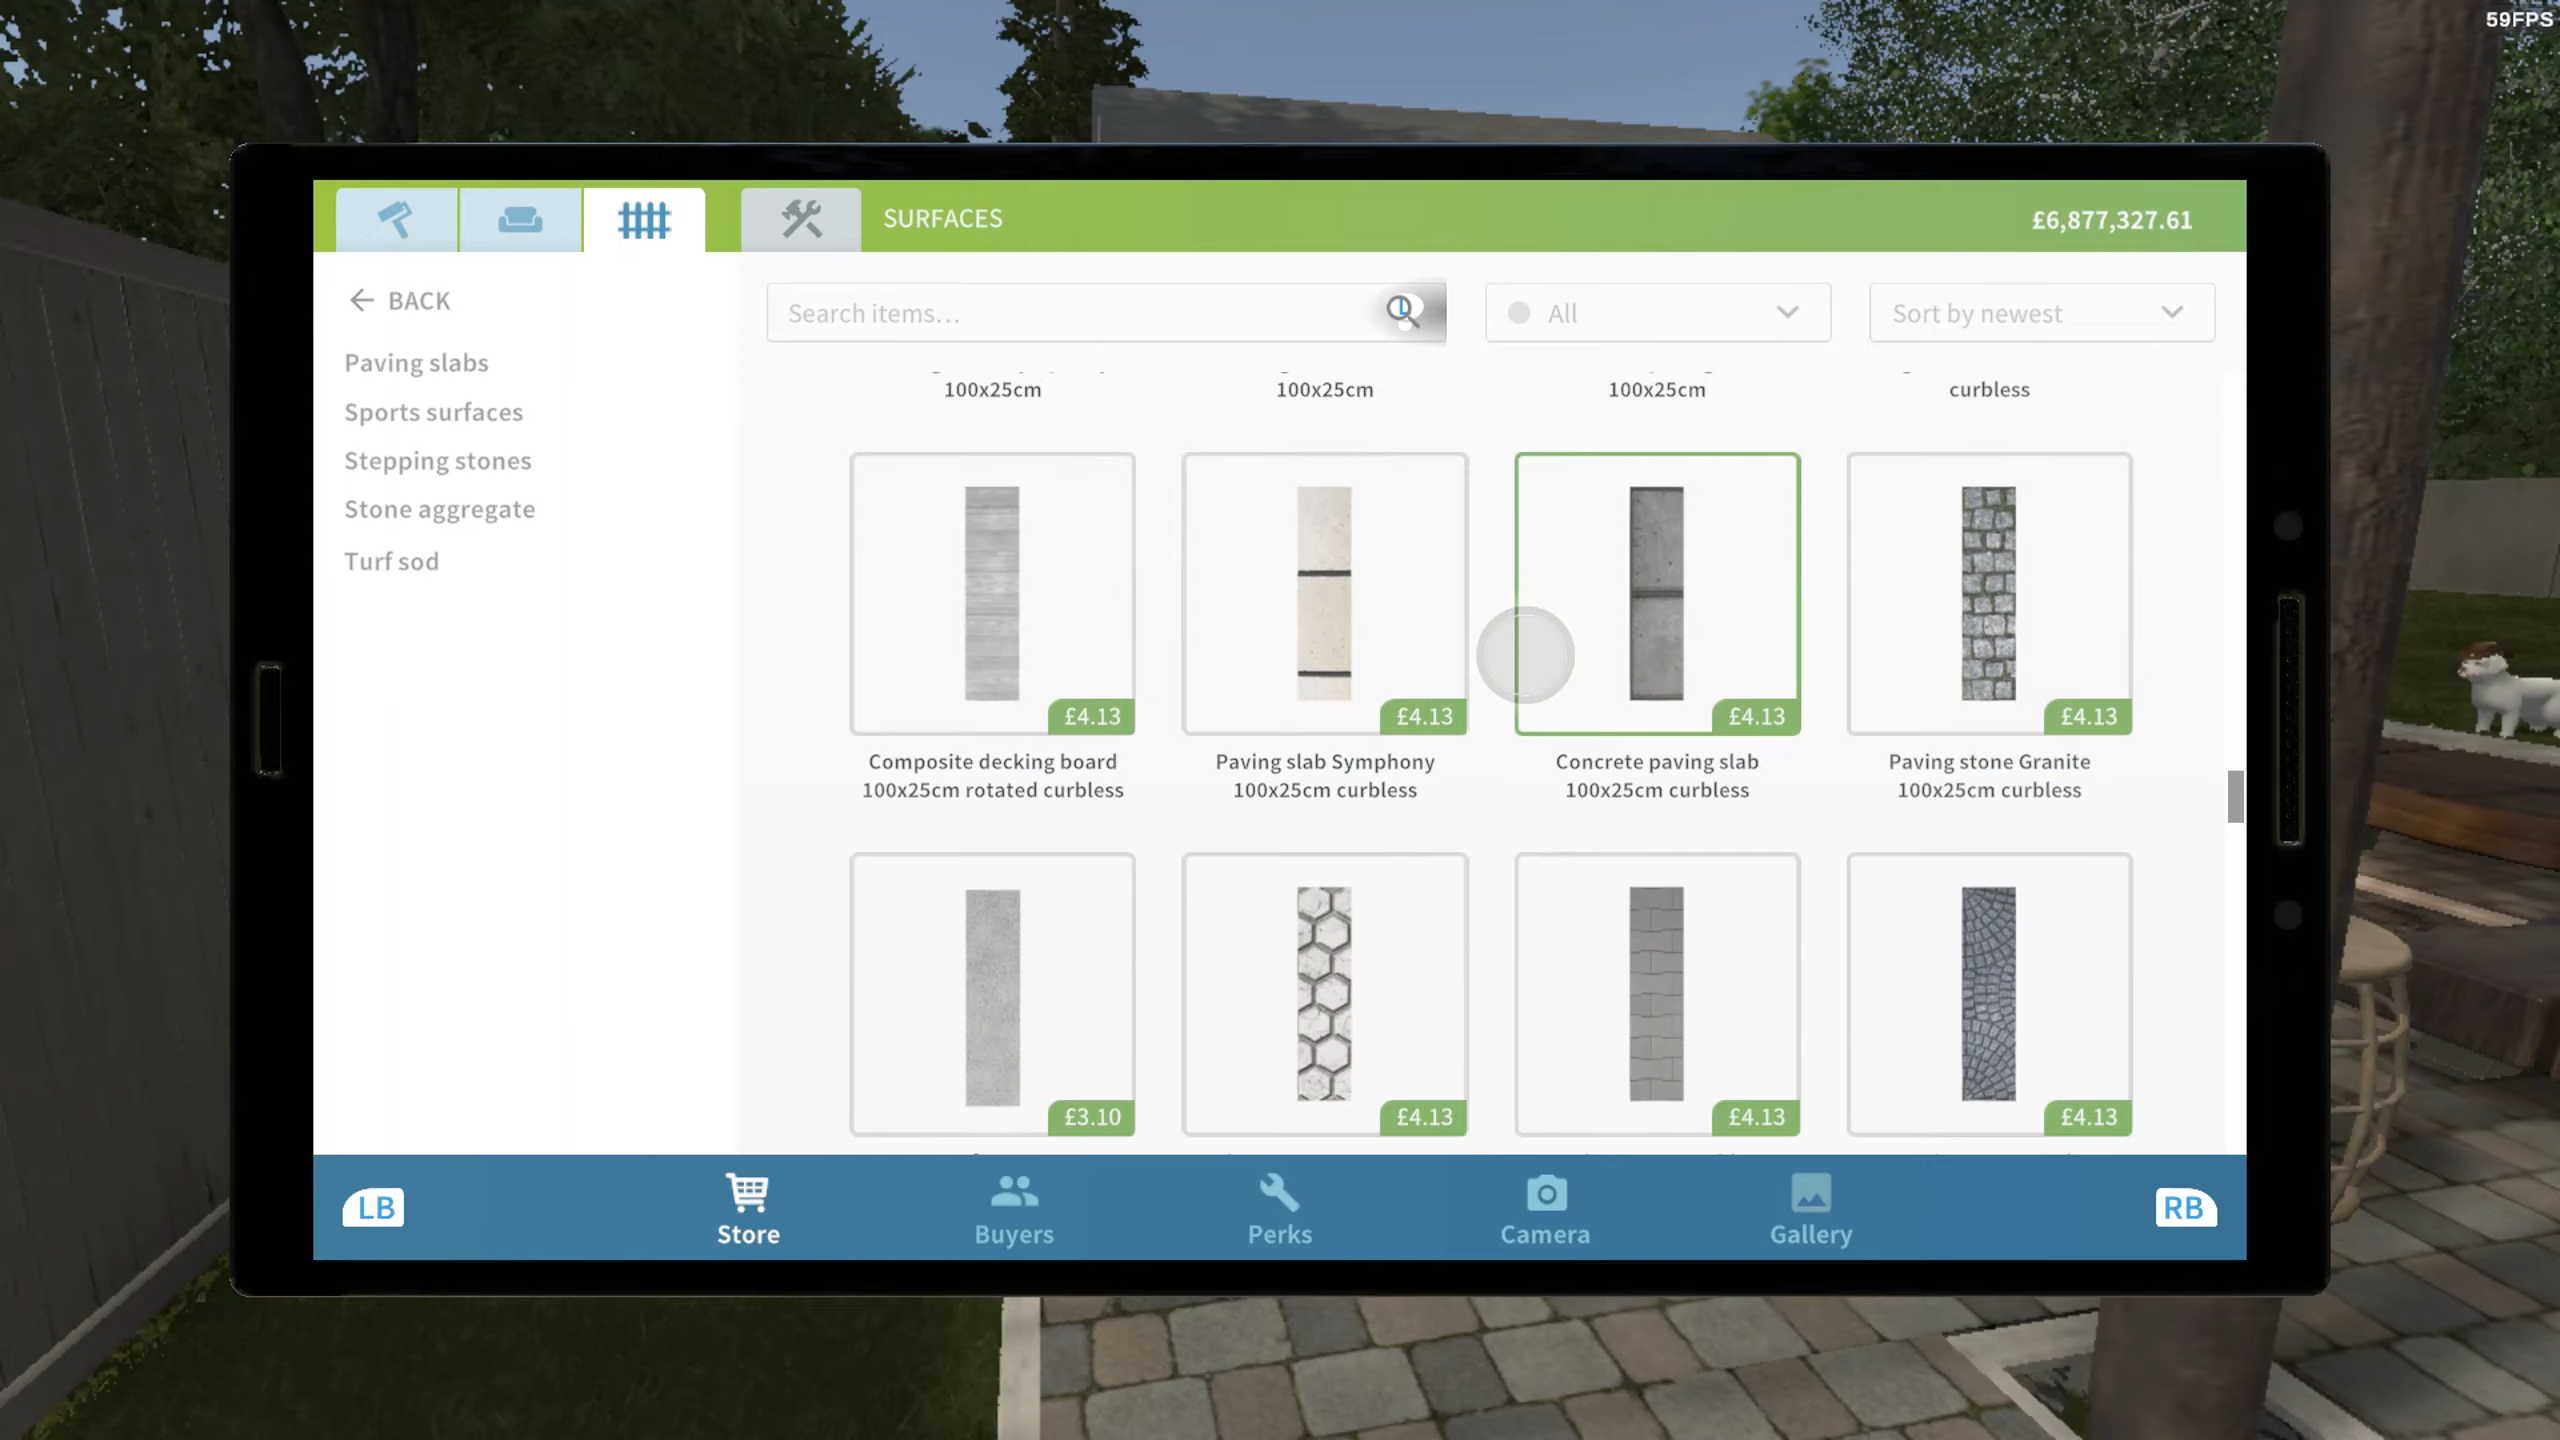 59FPS
SURFACES
£6,877,327.61
BACK
Search items...
All
Sort by newest
Paving slabs
Sports surfaces
Stepping stones
Stone aggregate
Turf sod
100x25cm
100x25cm
100x25cm
curbless
£4.13
£4.13
£4.13
£4.13
Composite decking board
100x25cm rotated curbless
Paving slab Symphony
100x25cm curbless
Concrete paving slab
100x25cm curbless
Paving stone Granite
100x25cm curbless
£3.10
£4.13
£4.13
£4.13
LB
Store
Buyers
Perks
Camera
Gallery
RB